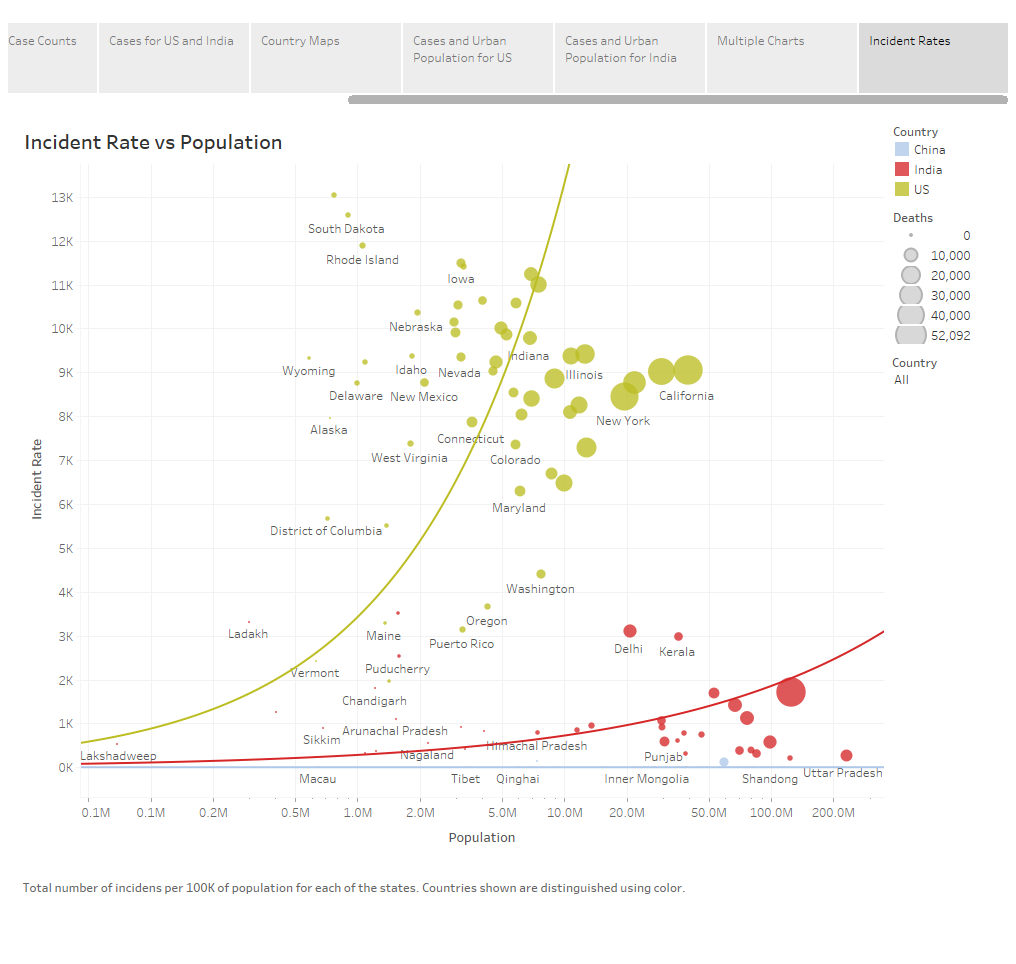 Case Counts
Cases for US and India
Country Maps
Cases and Urban
Population for US
Cases and Urban
Population for India
Multiple Charts
Incident Rates
Incident Rate vs Population
Country
China
India
US
Deaths
0
10,000
20,000
30,000
40,000
52,092
Country
All
13K
12K
11K
10K
9K
8K
7K
6K
5K
4K
3K
2K
1K
0K
Incident Rate
South Dakota
Rhode Island
Iowa
Nebraska
Indiana
Wyoming
Idaho
Nevada
Illinois
Delaware
New Mexico
California
New York
Alaska
Connecticut
West Virginia
Colorado
Maryland
District of Columbia
Washington
Oregon
Ladakh
Maine
Puerto Rico
Delhi
Kerala
Vermont
Puducherry
Chandigarh
Arunachal Pradesh
Sikkim
Himachal Pradesh
Lakshadweep
Nagaland
Punjab
Uttar Pradesh
Macau
Tibet
Qinghai
Inner Mongolia
Shandong
0.1M
0.1M
0.2M
0.5M
1.0M
2.0M
5.0M
10.0M
20.0M
50.0M
100.0M
200.0M
Population
Total number of incidens per 100K of population for each of the states. Countries shown are distinguished using color.